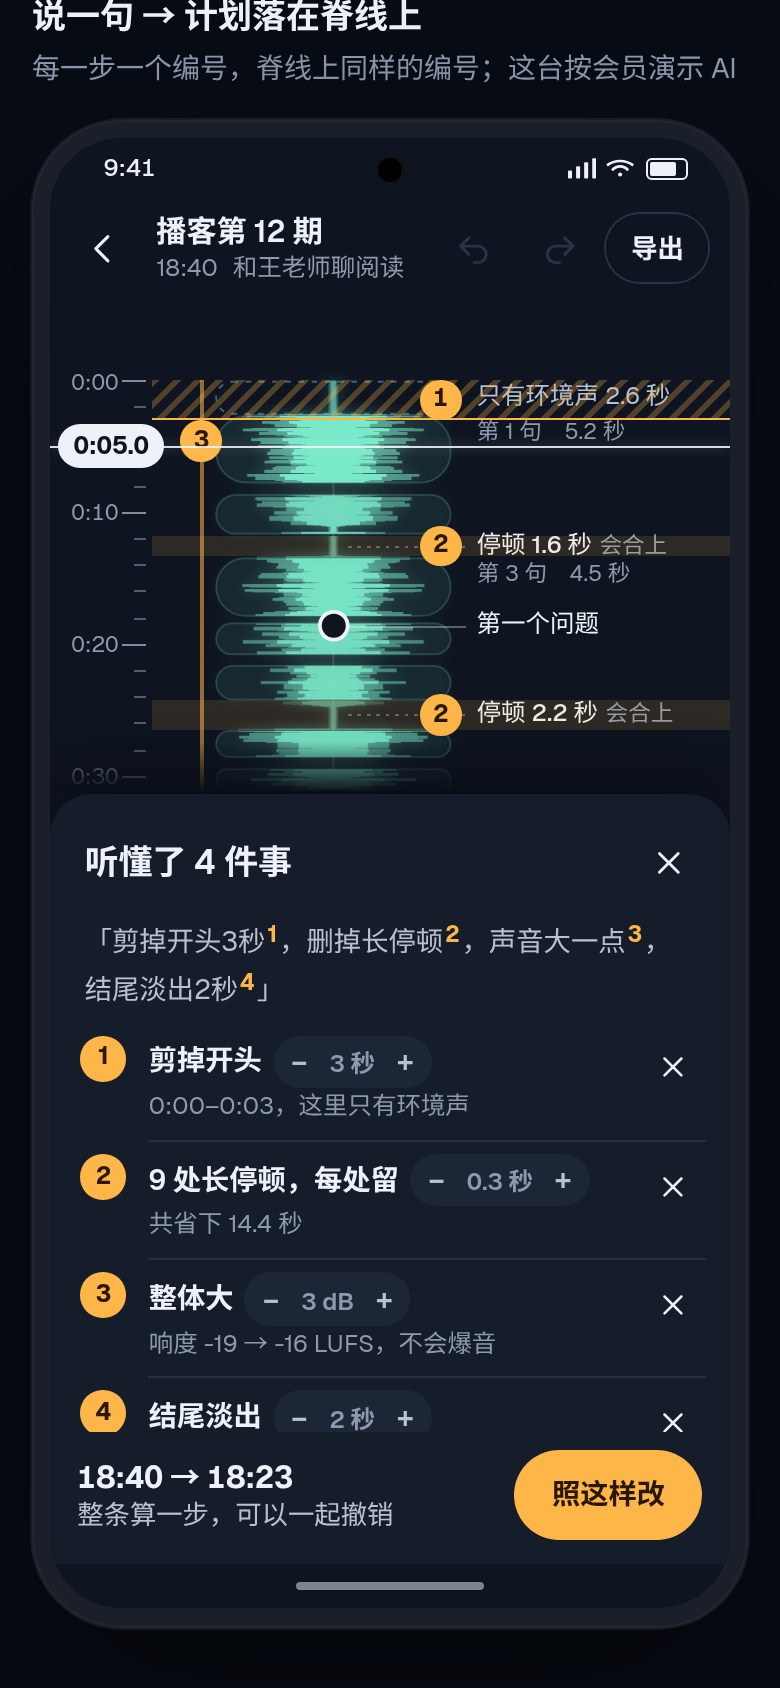 说一句 → 计划落在脊线上
每一步一个编号，脊线上同样的编号；这台按会员演示 AI
9:41
播客第 12 期
18:40 和王老师聊阅读
导出
0:00
1 只有环境声 2.6 秒
3
第 1 句 5.2 秒
0:05.0
0:10
2 停顿 1.6 秒 会合上
第 3 句 4.5 秒
第一个问题
0:20
2 停顿 2.2 秒 会合上
0:30
听懂了 4 件事
「剪掉开头3秒1，删掉长停顿2，声音大一点3，
结尾淡出2秒4」
1 剪掉开头 − 3 秒 +
0:00–0:03，这里只有环境声
2 9 处长停顿，每处留 − 0.3 秒 +
共省下 14.4 秒
3 整体大 − 3 dB +
响度 -19 → -16 LUFS，不会爆音
4 结尾淡出 − 2 秒 +
18:40 → 18:23
整条算一步，可以一起撤销
照这样改